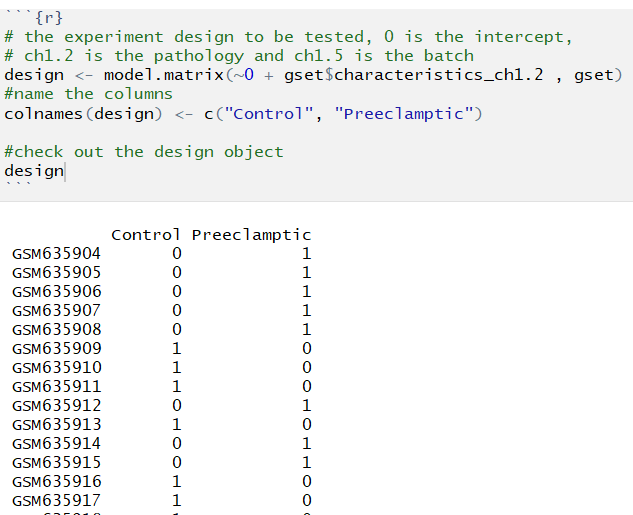 ```{r}
# the experiment design to be tested, 0 is the intercept,
# ch1.2 is the pathology and ch1.5 is the batch
design <- model.matrix(~0 + gset$characteristics_ch1.2 , gset)
#name the columns
colnames(design) <- c("Control", "Preeclamptic")
#check out the design object
design
```
Control Preeclamptic
GSM635904 0 1
GSM635905 0 1
GSM635906 0 1
GSM635907 0 1
GSM635908 0 1
GSM635909 1 0
GSM635910 1 0
GSM635911 1 0
GSM635912 0 1
GSM635913 1 0
GSM635914 0 1
GSM635915 0 1
GSM635916 1 0
GSM635917 1 0